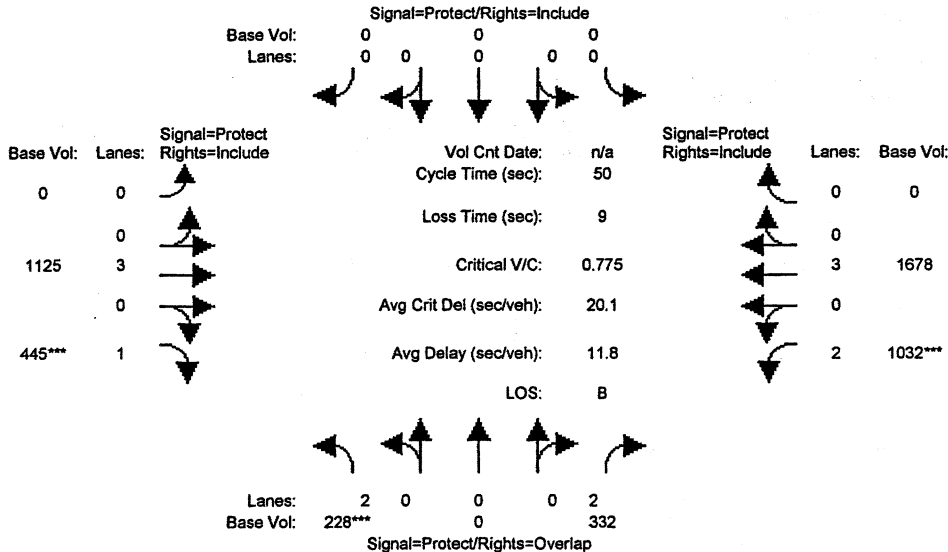 Signal=Protect/Rights=Include
Base Vol: 0 0 0
Lanes: 0 0 0 0 0
Signal=Protect
Base Vol: Lanes: Rights=Include
Vol Cnt Date: n/a
Signal=Protect
Rights=Include Lanes: Base Vol:
Cycle Time (sec): 50
0 0
0 0
Loss Time (sec): 9
0
0
1125 3
Critical V/C: 0.775
3 1678
0
Avg Crit Del (sec/veh): 20.1
0
445*** 1
Avg Delay (sec/veh): 11.8
2 1032***
LOS: B
Lanes: 2 0 0 0 2
Base Vol: 228*** 0 332
Signal=Protect/Rights=Overlap